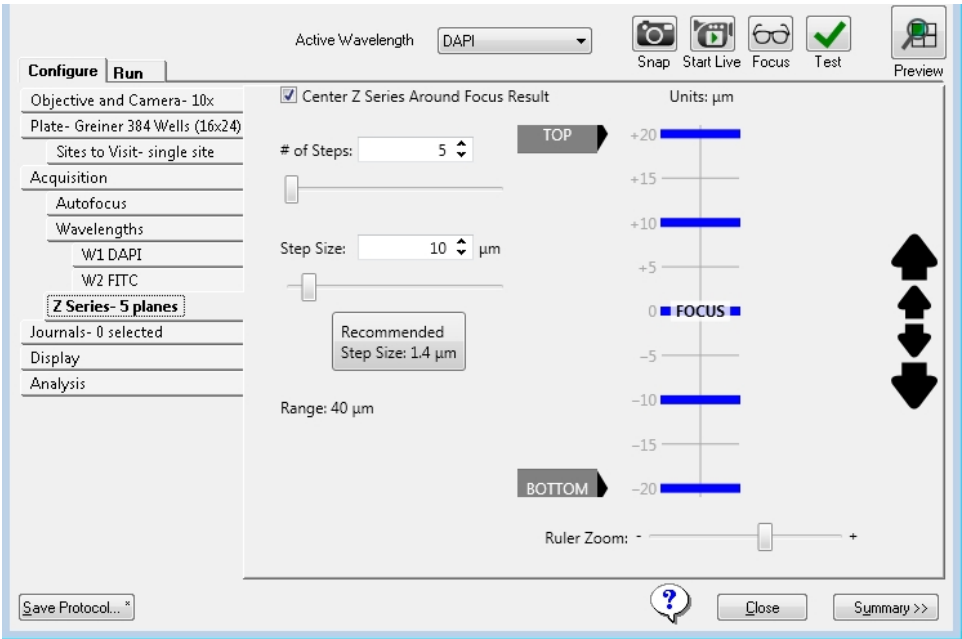 Active Wavelength DAPI
Snap Start Live Focus Test Preview
Configure Run
Objective and Camera- 10x
Plate- Greiner 384 Wells (16x24)
Sites to Visit- single site
Acquisition
Autofocus
Wavelengths
W1 DAPI
W2 FITC
Z Series- 5 planes
Journals- 0 selected
Display
Analysis
Center Z Series Around Focus Result
# of Steps: 5
Step Size: 10 µm
Recommended
Step Size: 1.4 µm
Range: 40 µm
Units: µm
TOP +20
+15
+10
+5
0 FOCUS
−5
−10
−15
BOTTOM −20
Ruler Zoom: - +
Save Protocol... *
? Close Summary >>